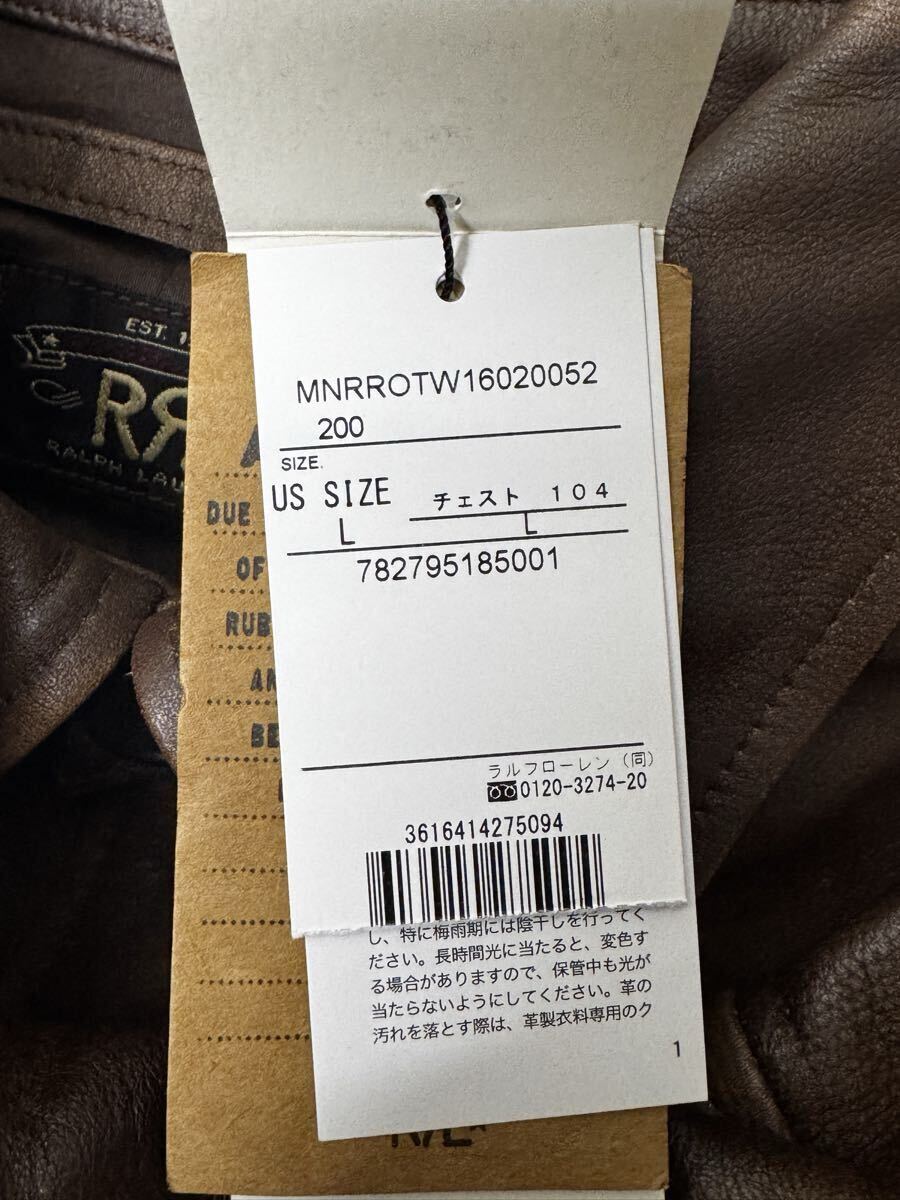 EST. 1
RR
RALPH LAU
DUE
OF
RUB
AN
BE
MNRROTW16020052
200
SIZE.
US SIZE
チェスト 104
L
L
782795185001
ラルフローレン(同)
0120-3274-20
3616414275094
し、特に梅雨期には陰干しを行ってく
ださい。長時間光に当たると、変色す
る場合がありますので、保管中も光が
当たらないようにしてください。革の
汚れを落とす際は、革製衣料専用のク
1